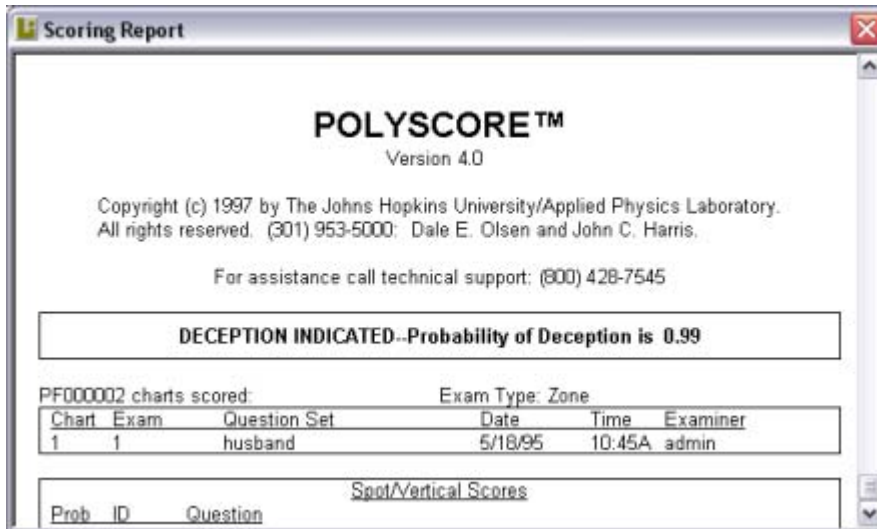 Scoring Report
POLYSCORE™
Version 4.0
Copyright (c) 1997 by The Johns Hopkins University/Applied Physics Laboratory.
All rights reserved. (301) 953-5000: Dale E. Olsen and John C. Harris.
For assistance call technical support: (800) 428-7545
DECEPTION INDICATED--Probability of Deception is 0.99
PF000002 charts scored: Exam Type: Zone
Chart Exam Question Set Date Time Examiner
1 1 husband 5/18/95 10:45A admin
Spot/Vertical Scores
Prob ID Question